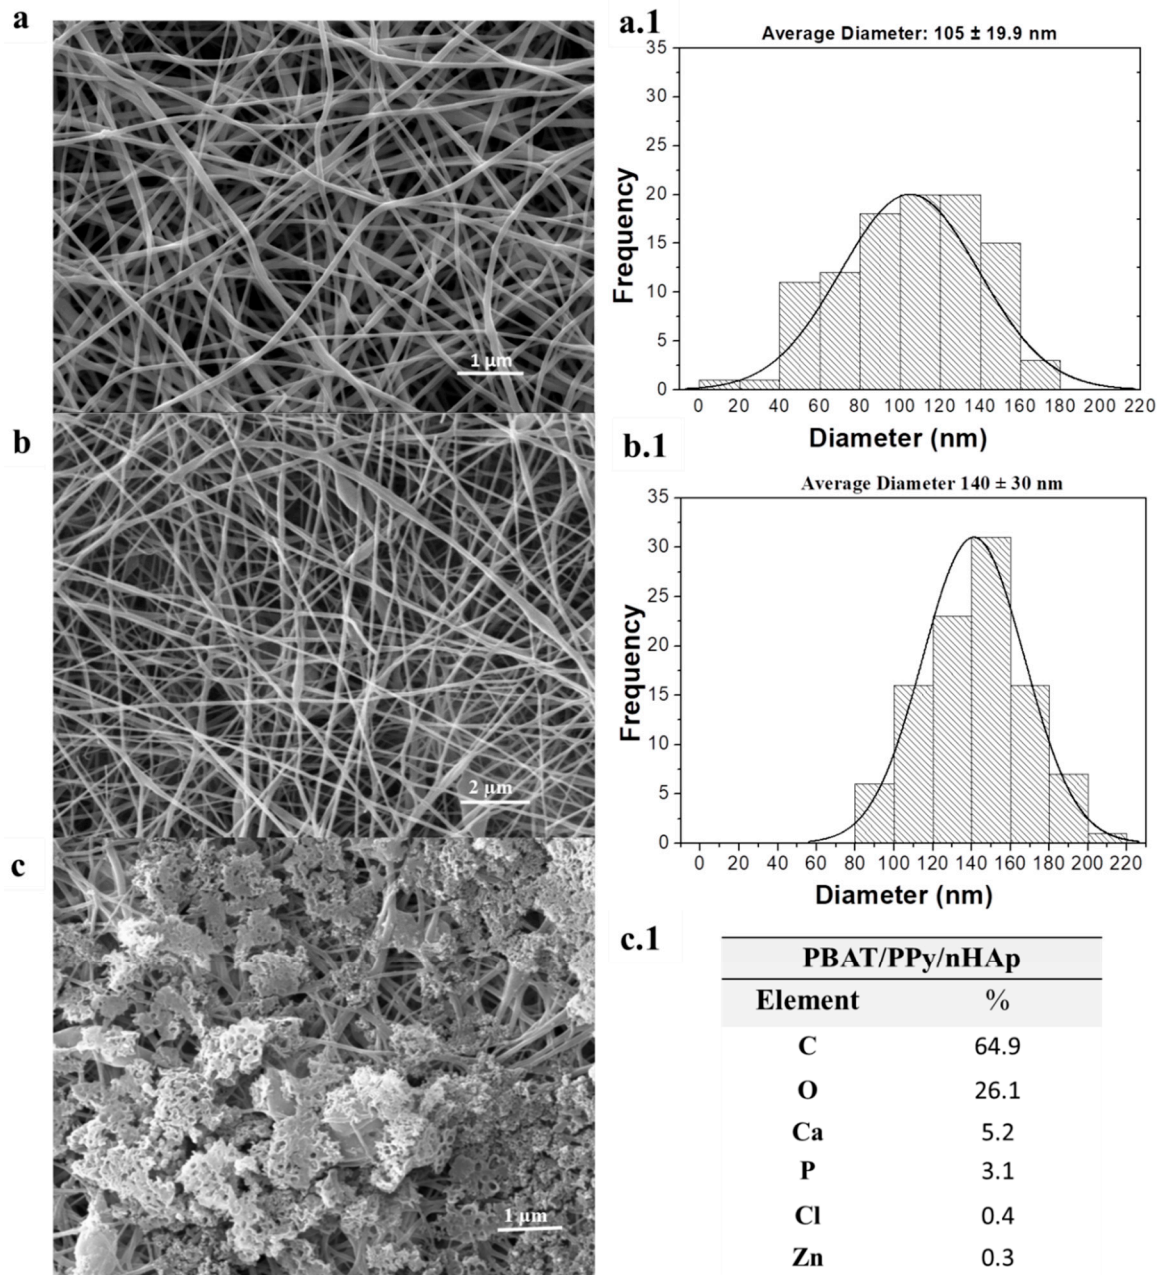 a
1 μm
a.1
Average Diameter: 105 ± 19.9 nm
35
30
25
20
15
10
5
0
Frequency
0 20 40 60 80 100 120 140 160 180 200 220
Diameter (nm)
b
2 μm
b.1
Average Diameter 140 ± 30 nm
35
30
25
20
15
10
5
0
Frequency
0 20 40 60 80 100 120 140 160 180 200 220
Diameter (nm)
c
1 μm
c.1
PBAT/PPy/nHAp
Element %
C 64.9
O 26.1
Ca 5.2
P 3.1
Cl 0.4
Zn 0.3